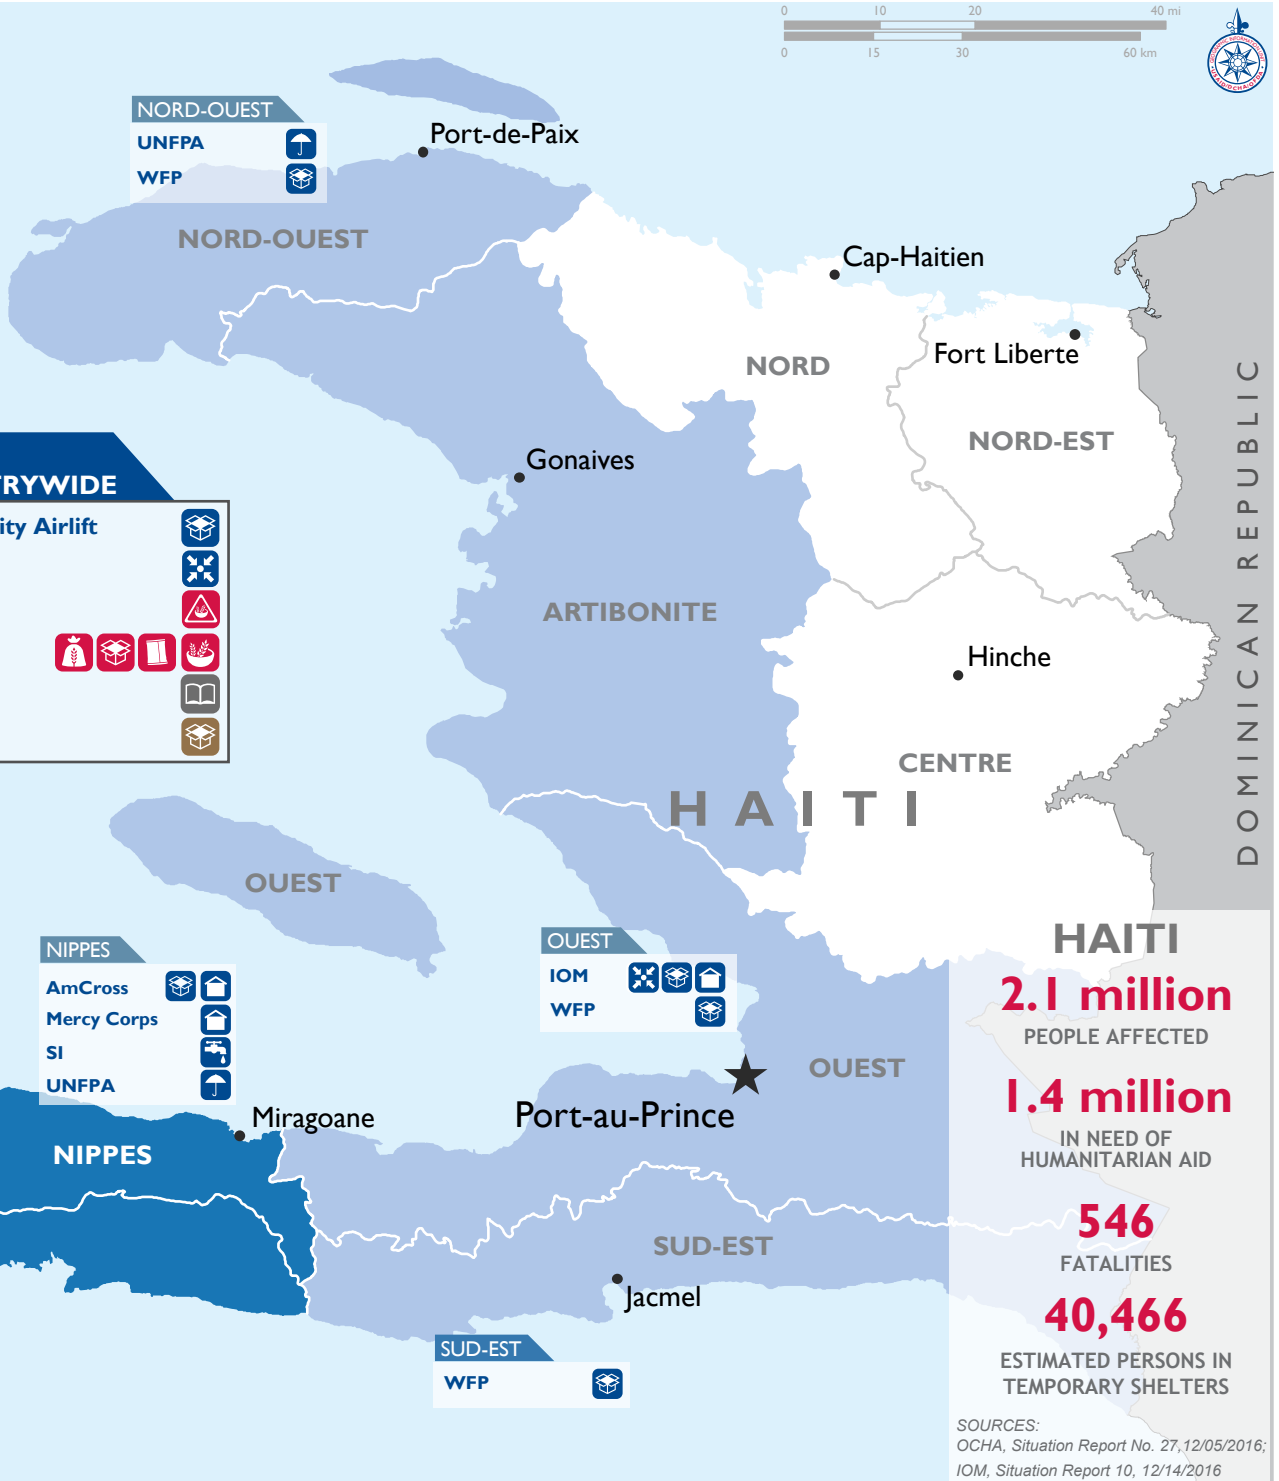 0 10 20 40 mi
0 15 30 60 km
NORD-OUEST
UNFPA
WFP
Port-de-Paix
NORD-OUEST
Cap-Haitien
Fort Liberte
NORD
NORD-EST
DOMINICAN REPUBLIC
Gonaives
TRYWIDE
ity Airlift
ARTIBONITE
Hinche
CENTRE
HAITI
OUEST
NIPPES
AmCross
Mercy Corps
SI
UNFPA
OUEST
IOM
WFP
OUEST
Port-au-Prince
Miragoane
NIPPES
SUD-EST
Jacmel
SUD-EST
WFP
HAITI
2.1 million
PEOPLE AFFECTED
1.4 million
IN NEED OF
HUMANITARIAN AID
546
FATALITIES
40,466
ESTIMATED PERSONS IN
TEMPORARY SHELTERS
SOURCES:
OCHA, Situation Report No. 27,12/05/2016;
IOM, Situation Report 10, 12/14/2016